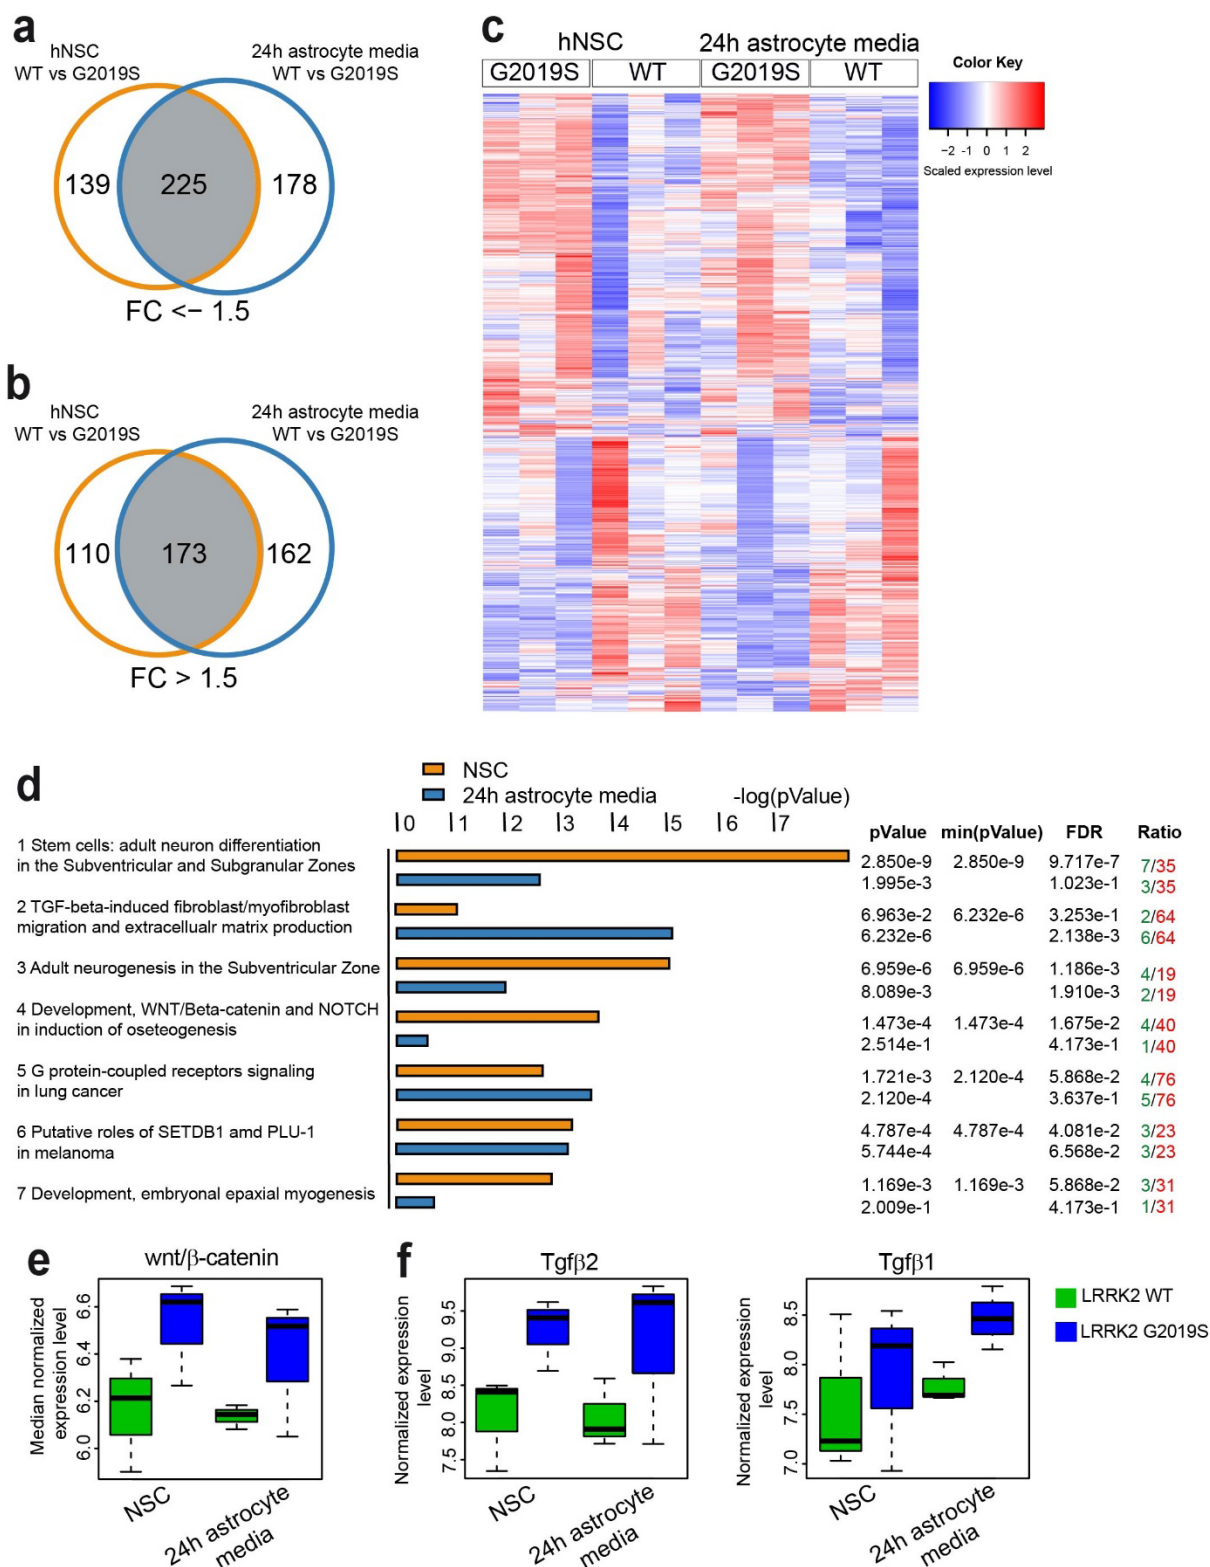 a
hNSC
WT vs G2019S
24h astrocyte media
WT vs G2019S
139
225
178
FC <− 1.5
b
hNSC
WT vs G2019S
24h astrocyte media
WT vs G2019S
110
173
162
FC > 1.5
c
hNSC
24h astrocyte media
G2019S
WT
G2019S
WT
Color Key
−2 -1 0 1 2
Scaled expression level
d
NSC
24h astrocyte media
-log(pValue)
0 1 2 3 4 5 6 7
pValue min(pValue) FDR Ratio
1 Stem cells: adult neuron differentiation
in the Subventricular and Subgranular Zones
2.850e-9 2.850e-9 9.717e-7 7/35
1.995e-3 1.023e-1 3/35
2 TGF-beta-induced fibroblast/myofibroblast
migration and extracellualr matrix production
6.963e-2 6.232e-6 3.253e-1 2/64
6.232e-6 2.138e-3 6/64
3 Adult neurogenesis in the Subventricular Zone
6.959e-6 6.959e-6 1.186e-3 4/19
8.089e-3 1.910e-3 2/19
4 Development, WNT/Beta-catenin and NOTCH
in induction of oseteogenesis
1.473e-4 1.473e-4 1.675e-2 4/40
2.514e-1 4.173e-1 1/40
5 G protein-coupled receptors signaling
in lung cancer
1.721e-3 2.120e-4 5.868e-2 4/76
2.120e-4 3.637e-1 5/76
6 Putative roles of SETDB1 amd PLU-1
in melanoma
4.787e-4 4.787e-4 4.081e-2 3/23
5.744e-4 6.568e-2 3/23
7 Development, embryonal epaxial myogenesis
1.169e-3 1.169e-3 5.868e-2 3/31
2.009e-1 4.173e-1 1/31
e
wnt/β-catenin
Median normalized
expression level
6.6
6.4
6.2
6.0
NSC
24h astrocyte
media
f
Tgfβ2
Normalized expression
level
9.5
9.0
8.5
8.0
7.5
NSC
24h astrocyte
media
Tgfβ1
Normalized expression
level
8.5
8.0
7.5
7.0
NSC
24h astrocyte
media
LRRK2 WT
LRRK2 G2019S